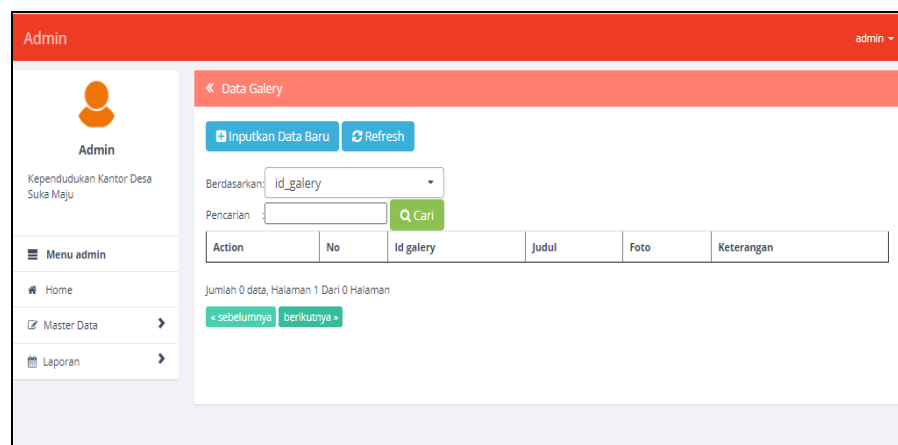 Admin
admin
Admin
Kependudukan Kantor Desa
Suka Maju
Menu admin
Home
Master Data
Laporan
« Data Galery
Inputkan Data Baru
Refresh
Berdasarkan: id_galery
Pencarian :
Cari
Action No Id galery Judul Foto Keterangan
Jumlah 0 data, Halaman 1 Dari 0 Halaman
« sebelumnya berikutnya »